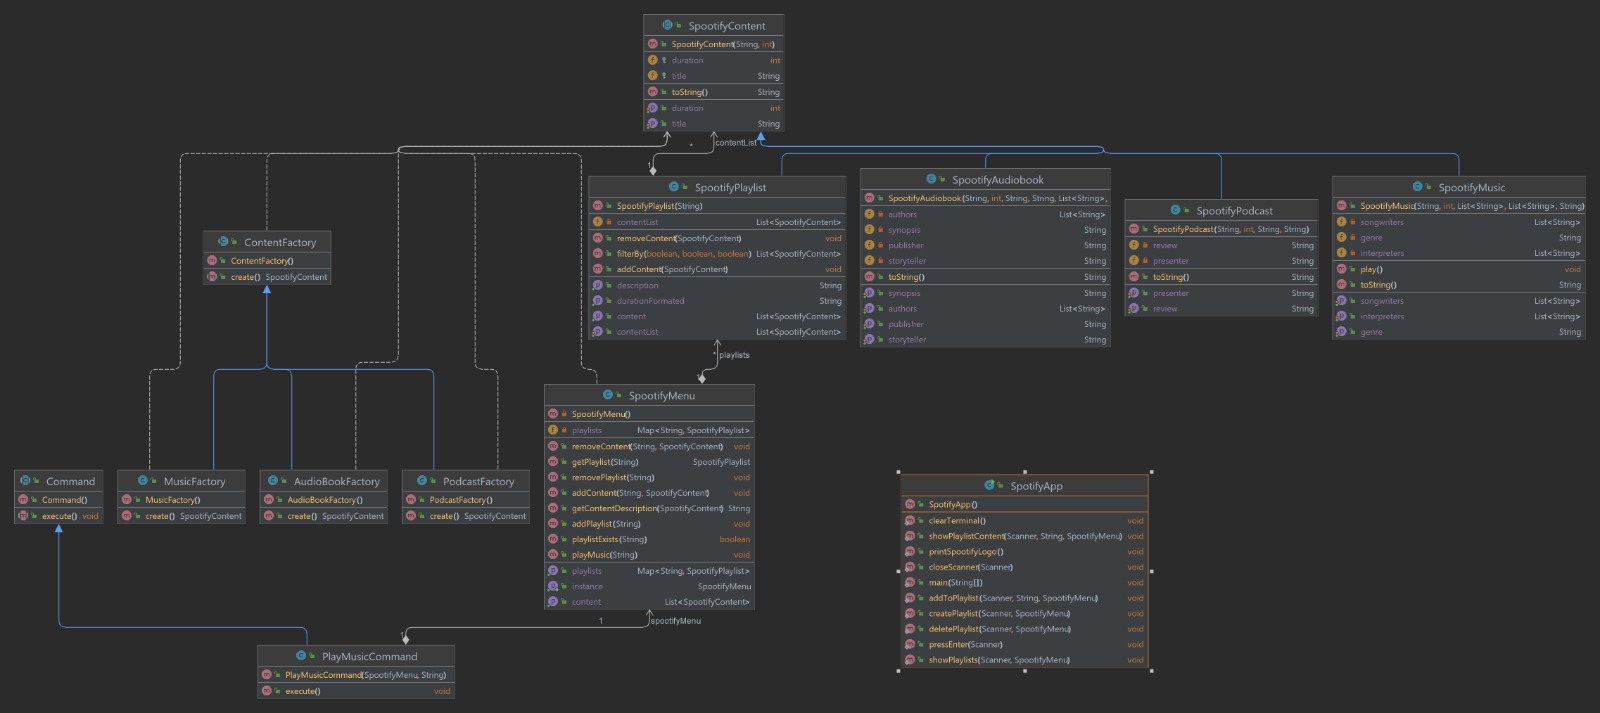 SpootifyContent
SpootifyContent(String, int)
duration int
title String
toString() String
duration int
title String
* contentList
1
SpootifyPlaylist
SpootifyPlaylist(String)
contentList List<SpootifyContent>
removeContent(SpootifyContent) void
filterBy(boolean, boolean, boolean) List<SpootifyContent>
addContent(SpootifyContent) void
description String
durationFormated String
content List<SpootifyContent>
contentList List<SpootifyContent>
SpootifyAudiobook
SpootifyAudiobook(String, int, String, String, List<String>,
authors List<String>
synopsis String
publisher String
storyteller String
toString() String
synopsis String
authors List<String>
publisher String
storyteller String
SpootifyPodcast
SpootifyPodcast(String, int, String, String)
review String
presenter String
toString() String
presenter String
review String
SpootifyMusic
SpootifyMusic(String, int, List<String>, List<String>, String)
songwriters List<String>
genre String
interpreters List<String>
play() void
toString() String
songwriters List<String>
interpreters List<String>
genre String
ContentFactory
ContentFactory()
create() SpootifyContent
* playlists
SpootifyMenu
SpootifyMenu()
playlists Map<String, SpootifyPlaylist>
removeContent(String, SpootifyContent) void
getPlaylist(String) SpootifyPlaylist
removePlaylist(String) void
addContent(String, SpootifyContent) void
getContentDescription(SpootifyContent) String
addPlaylist(String) void
playlistExists(String) boolean
playMusic(String) void
playlists Map<String, SpootifyPlaylist>
instance SpootifyMenu
content List<SpootifyContent>
Command
Command()
execute() void
MusicFactory
MusicFactory()
create() SpootifyContent
AudioBookFactory
AudioBookFactory()
create() SpootifyContent
PodcastFactory
PodcastFactory()
create() SpootifyContent
SpotifyApp
SpotifyApp()
clearTerminal() void
showPlaylistContent(Scanner, String, SpootifyMenu) void
printSpootifyLogo() void
closeScanner(Scanner) void
main(String[]) void
addToPlaylist(Scanner, String, SpootifyMenu) void
createPlaylist(Scanner, SpootifyMenu) void
deletePlaylist(Scanner, SpootifyMenu) void
pressEnter(Scanner) void
showPlaylists(Scanner, SpootifyMenu) void
1 spootifyMenu
1
PlayMusicCommand
PlayMusicCommand(SpootifyMenu, String)
execute() void